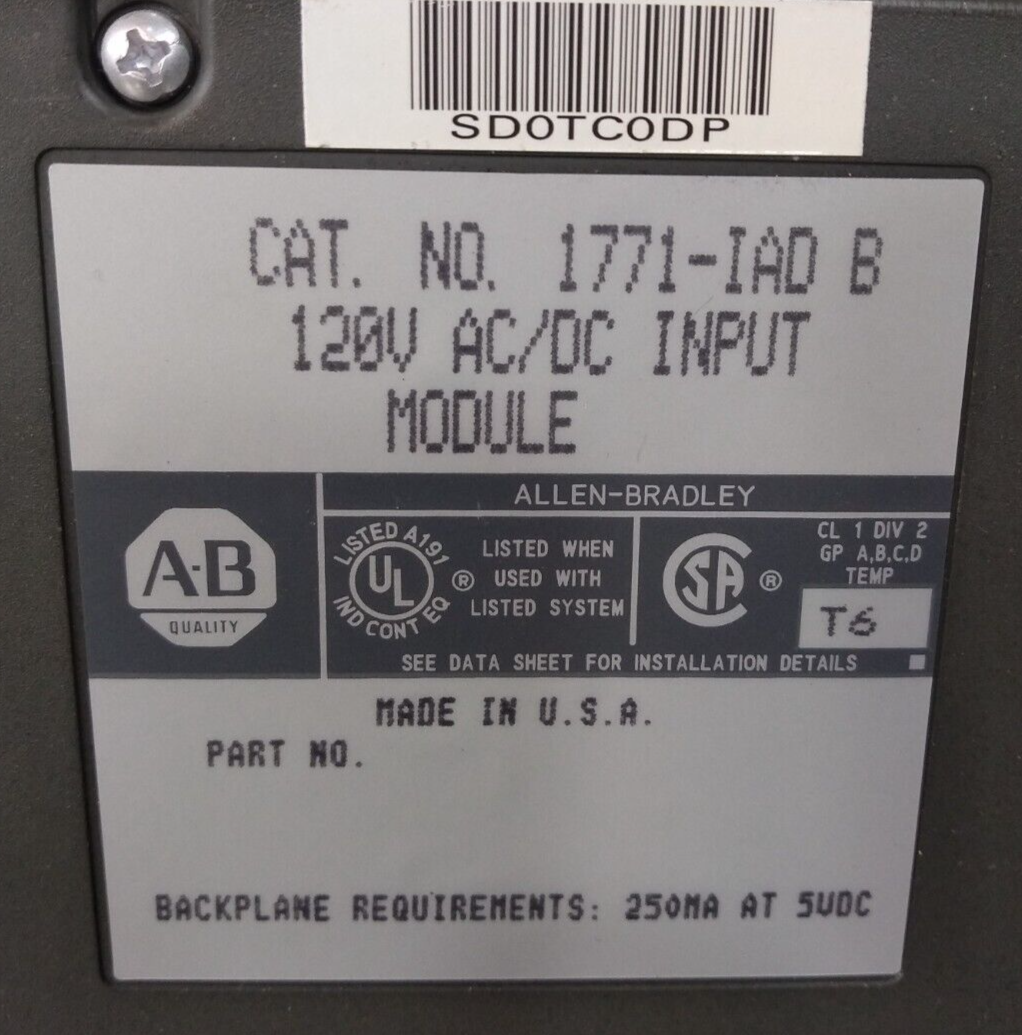 SD0TC0DP
CAT. NO. 1771-IAD B
120V AC/DC INPUT
MODULE
ALLEN-BRADLEY
A·B
QUALITY
LISTED A191
UL
IND CONT EQ
®
LISTED WHEN
USED WITH
LISTED SYSTEM
SA
®
CL 1 DIV 2
GP A,B,C,D
TEMP
T6
SEE DATA SHEET FOR INSTALLATION DETAILS
MADE IN U.S.A.
PART NO.
BACKPLANE REQUIREMENTS: 250MA AT 5VDC